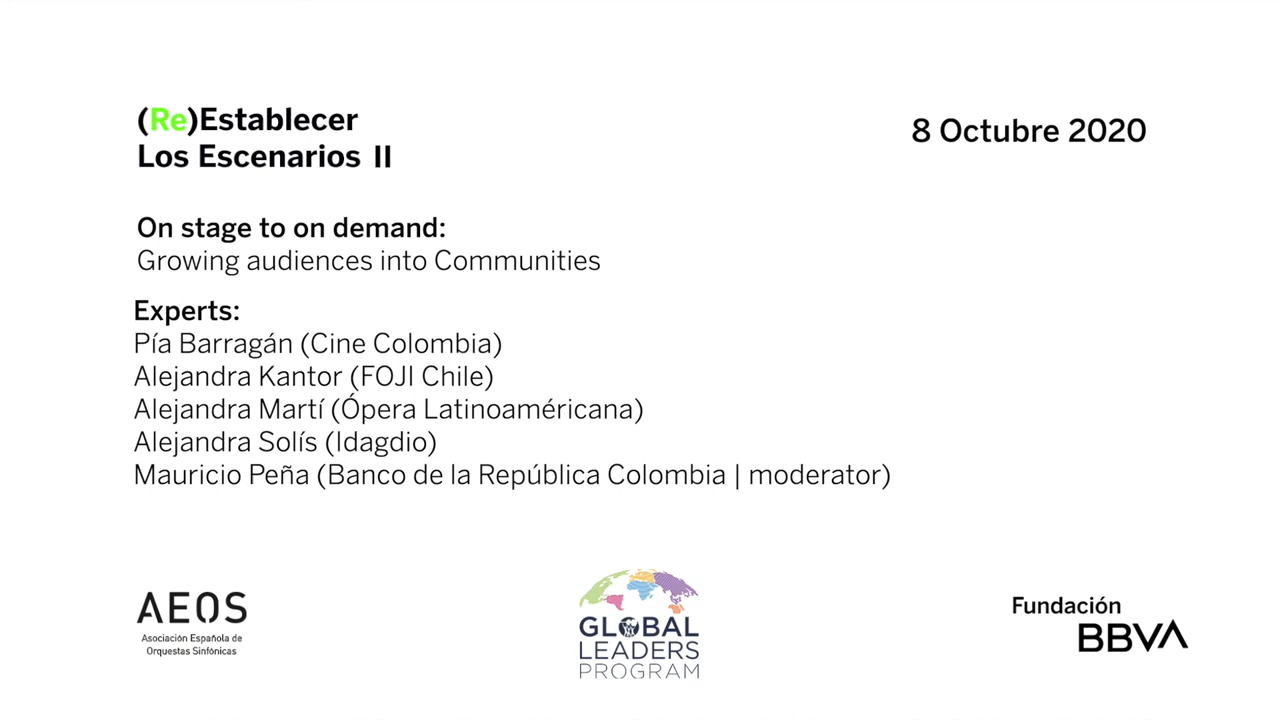 (Re)Establecer
Los Escenarios II
8 Octubre 2020
On stage to on demand:
Growing audiences into Communities
Experts:
Pía Barragán (Cine Colombia)
Alejandra Kantor (FOJI Chile)
Alejandra Martí (Ópera Latinoaméricana)
Alejandra Solís (Idagdio)
Mauricio Peña (Banco de la República Colombia | moderator)
AEOS
Asociación Española de
Orquestas Sinfónicas
GLOBAL
LEADERS
PROGRAM
Fundación
BBVA